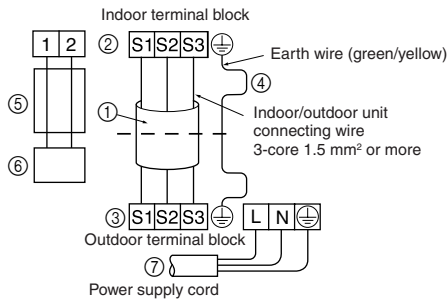 Indoor terminal block
1 2
② S1 S2 S3
Earth wire (green/yellow)
④
⑤
①
Indoor/outdoor unit
connecting wire
3-core 1.5 mm² or more
⑥
③ S1 S2 S3
L N
Outdoor terminal block
⑦
Power supply cord